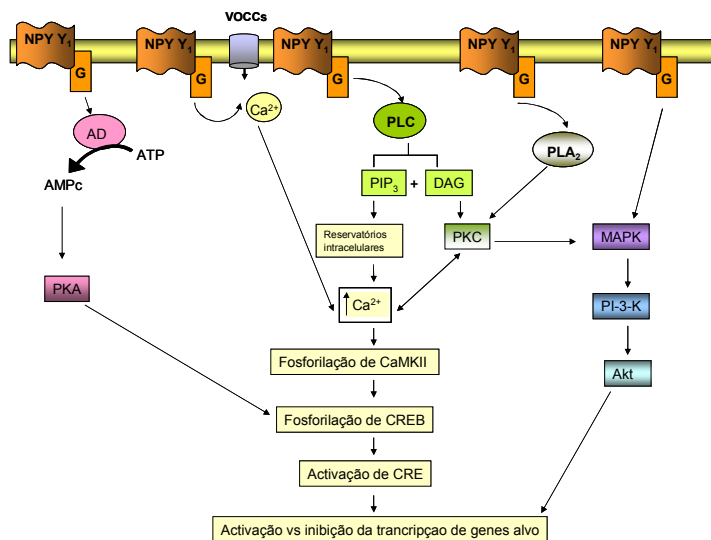 VOCCs
NPY Y1
NPY Y1
NPY Y1
NPY Y1
NPY Y1
G
G
G
G
G
Ca2+
AD
ATP
AMPc
PLC
PLA2
PIP3 + DAG
Reservatórios
intracelulares
PKC
MAPK
PKA
Ca2+
PI-3-K
Fosforilação de CaMKII
Akt
Fosforilação de CREB
Activação de CRE
Activação vs inibição da trancripçao de genes alvo